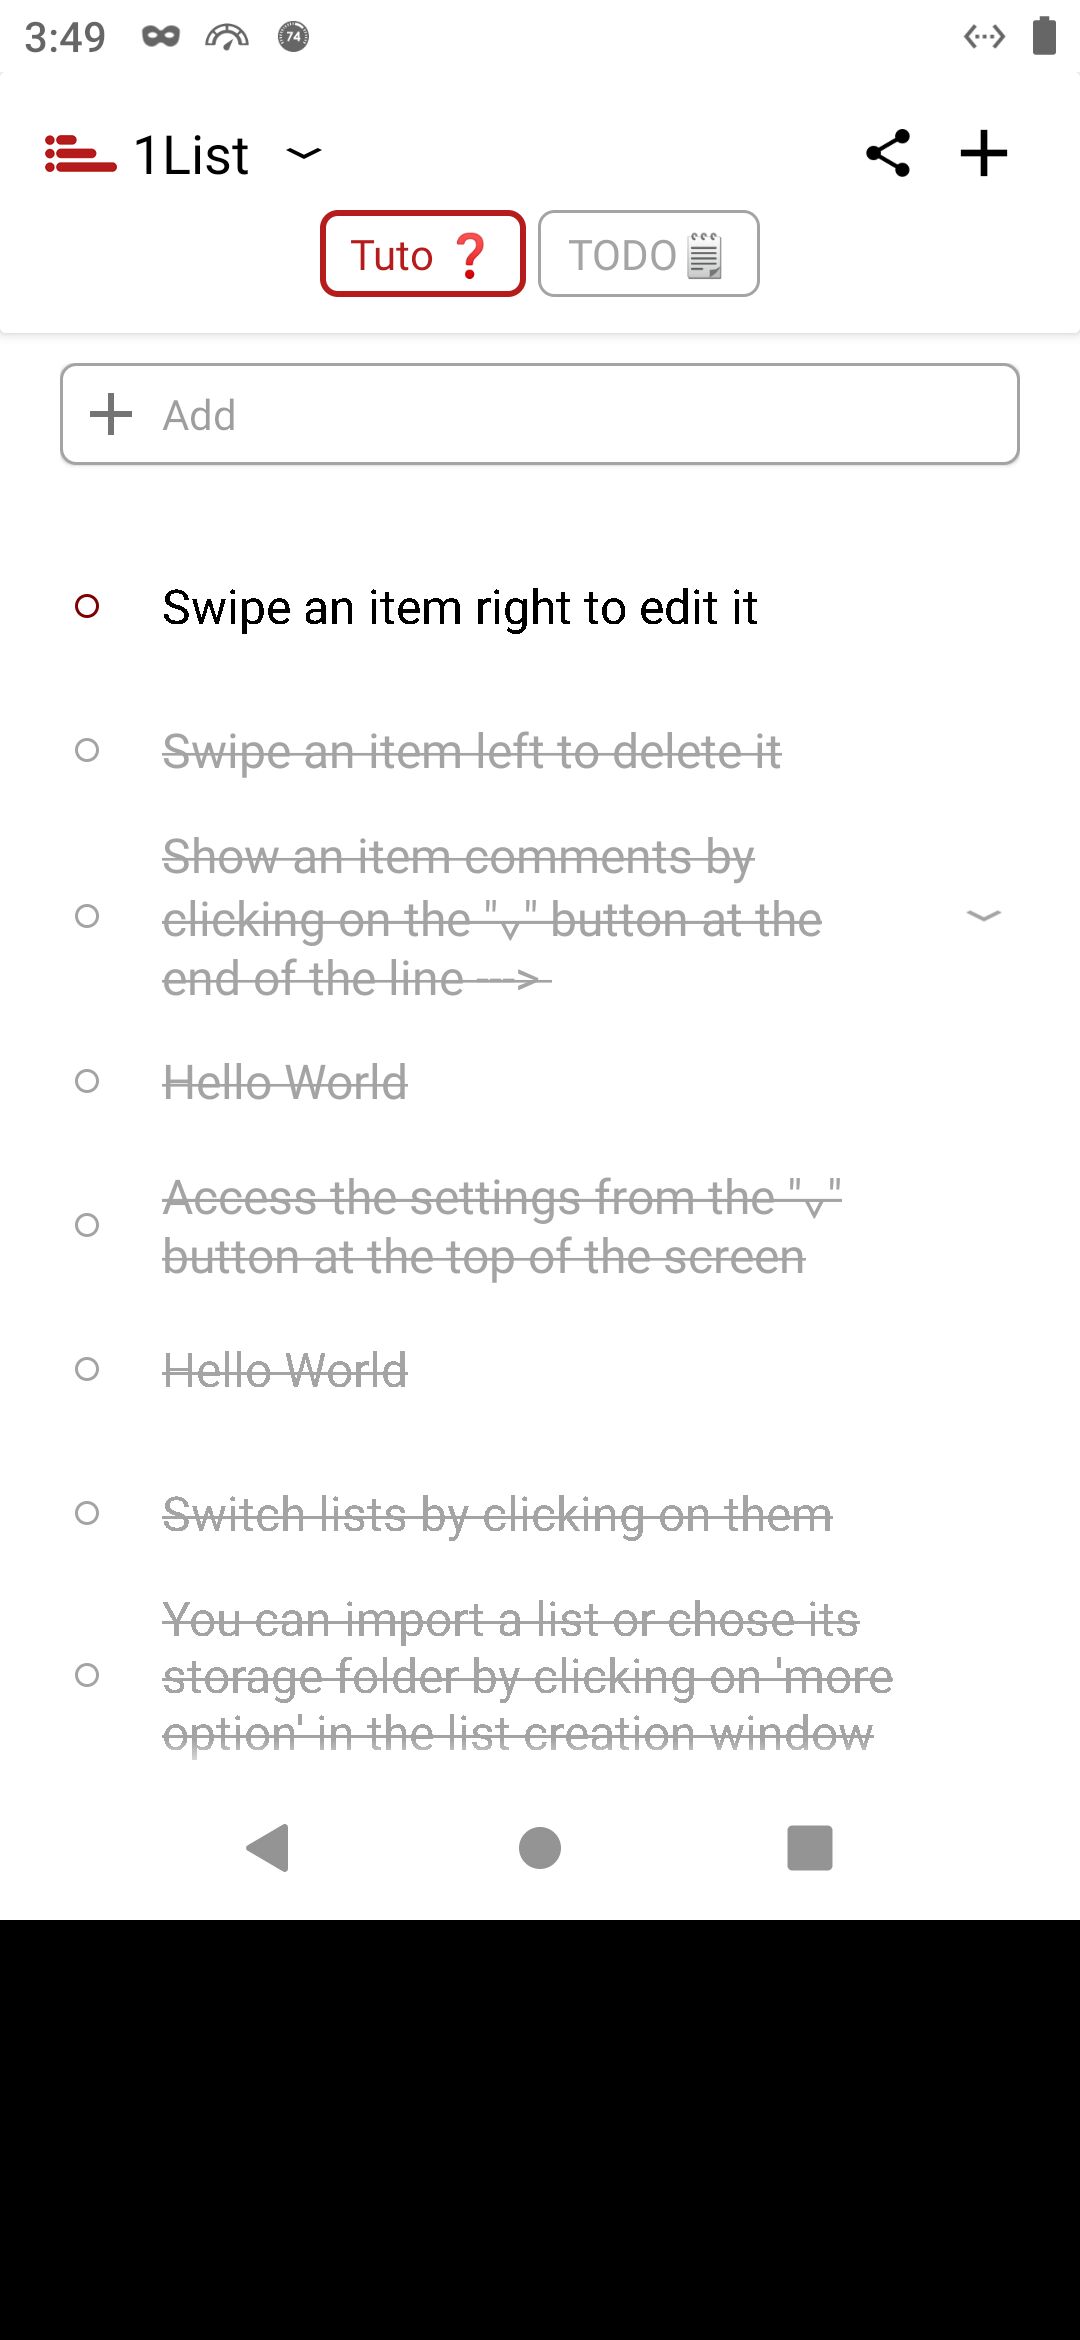 3:49
74
1List
Tuto ❓
TODO🗒
Add
Swipe an item right to edit it
Swipe an item left to delete it
Show an item comments by
clicking on the "⌄" button at the
end of the line --->
Hello World
Access the settings from the "⌄"
button at the top of the screen
Hello World
Switch lists by clicking on them
You can import a list or chose its
storage folder by clicking on 'more
option' in the list creation window